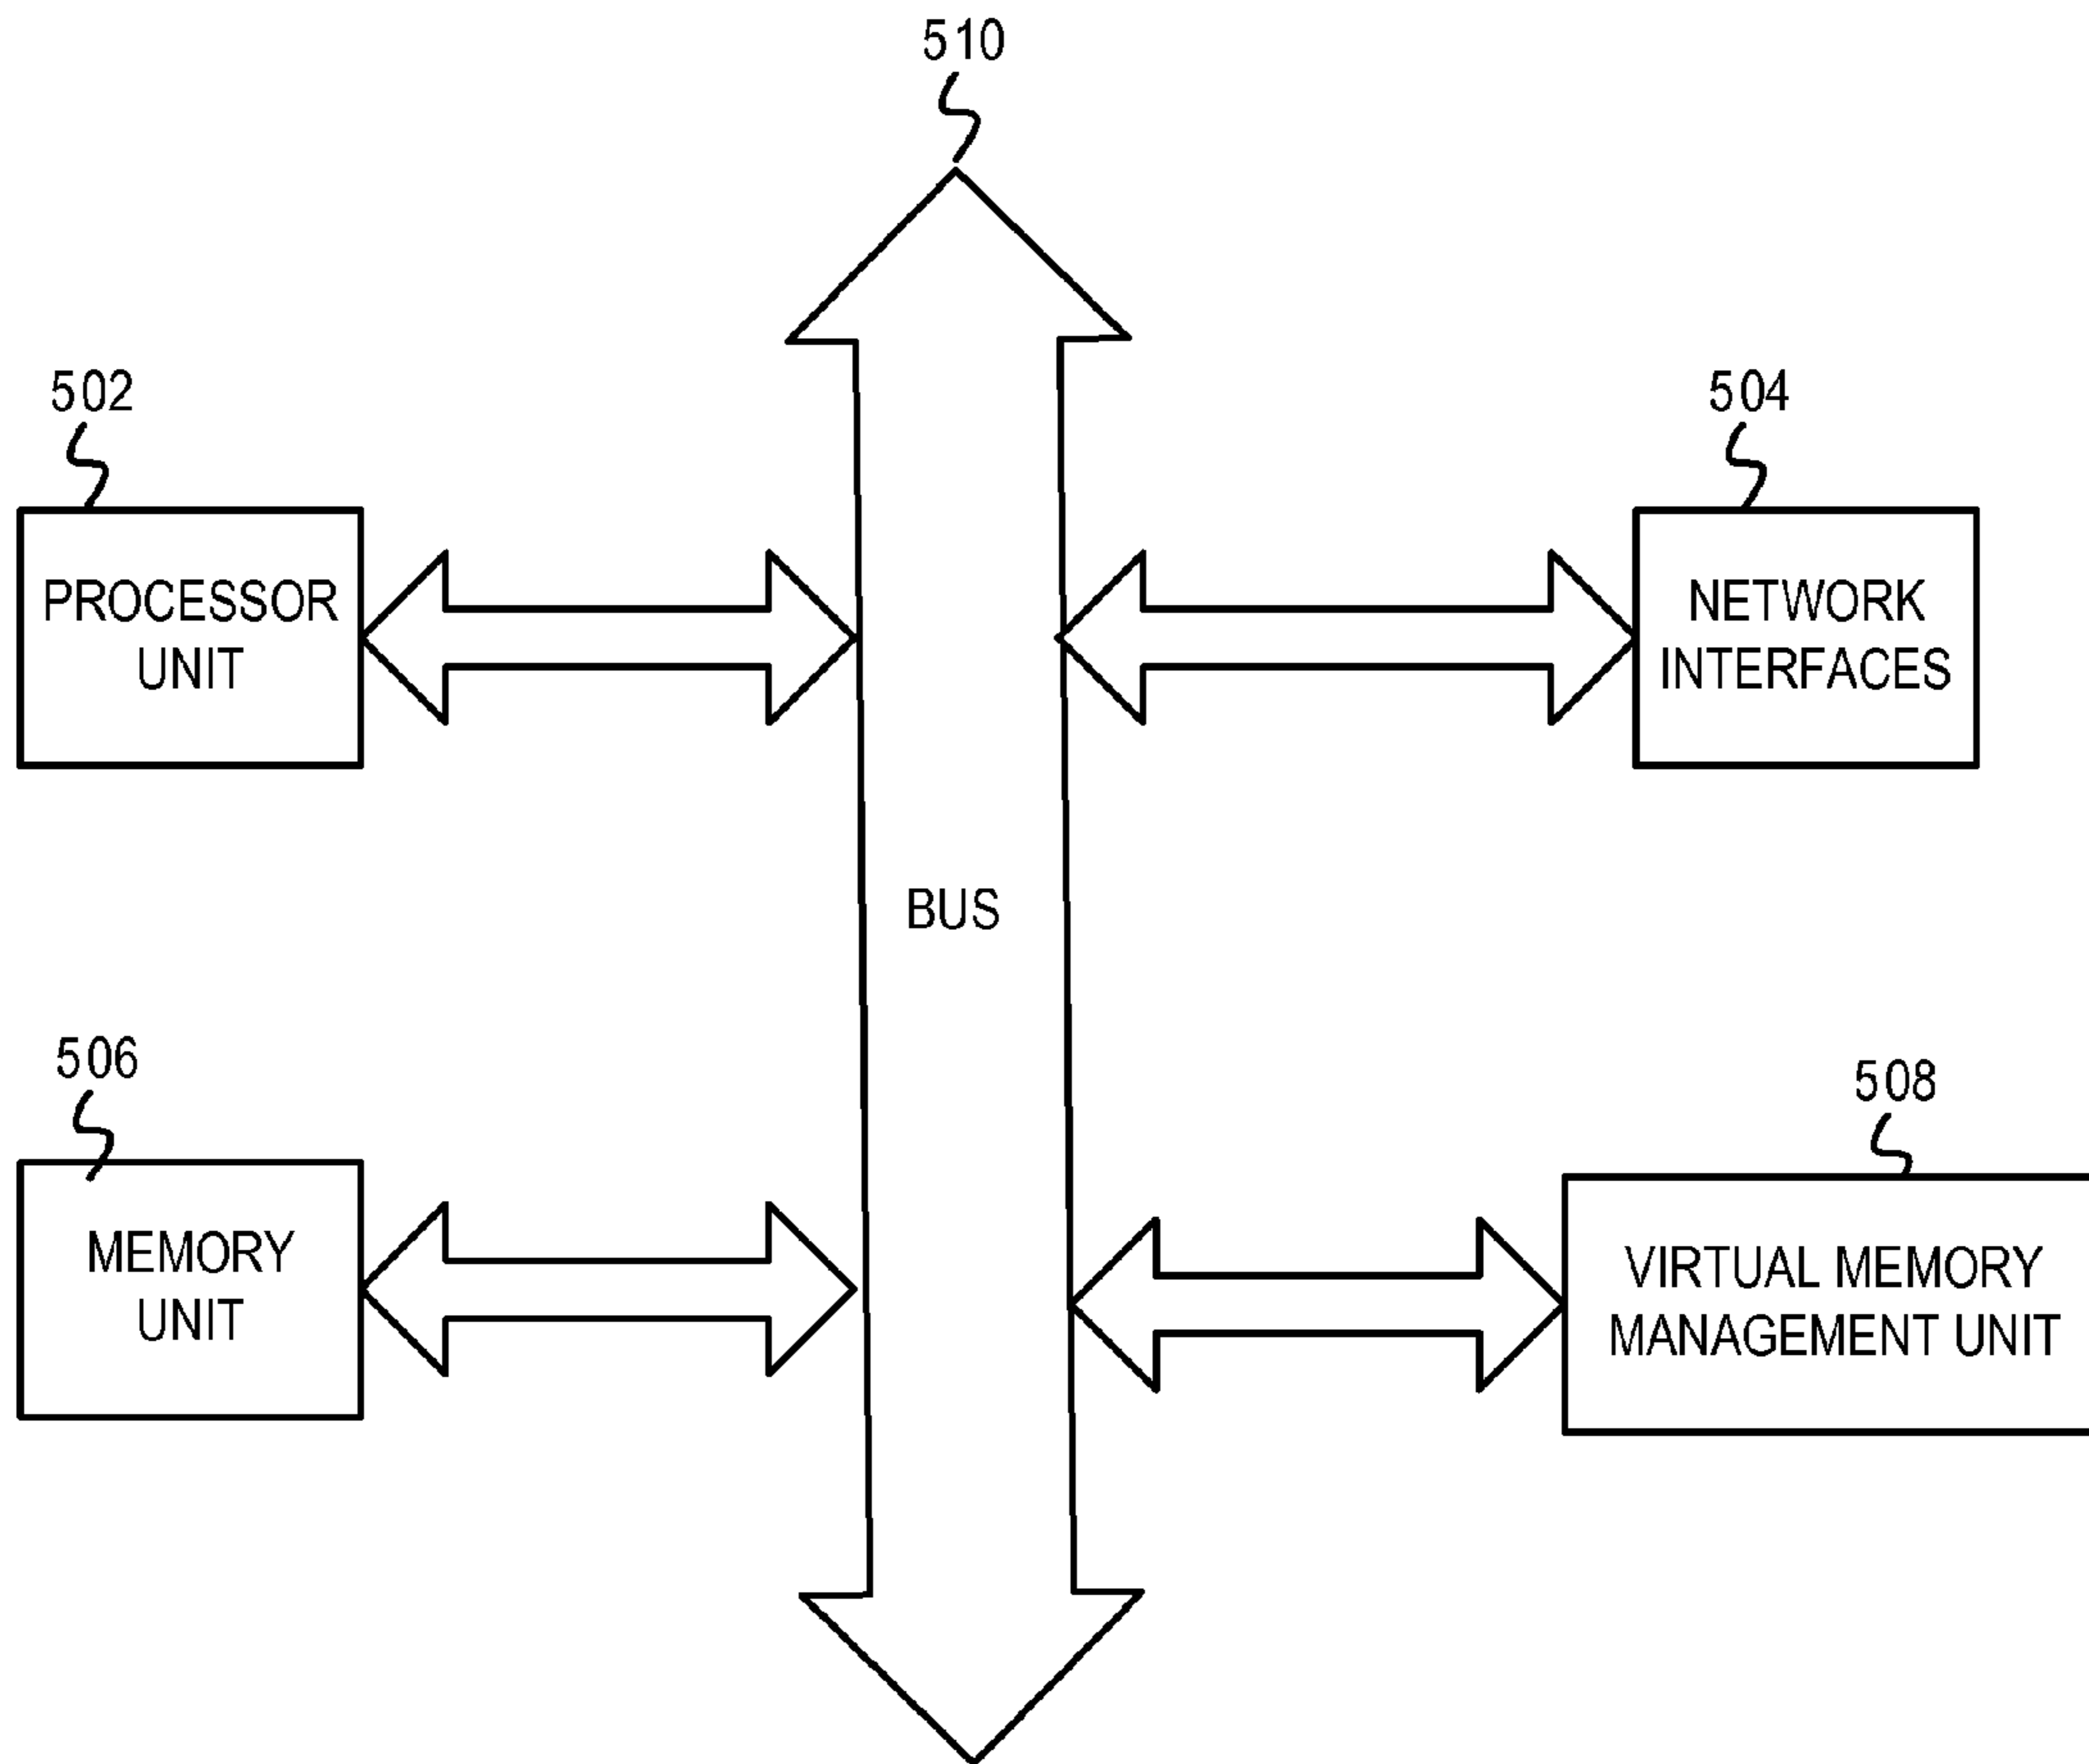 510
502
504
PROCESSOR
UNIT
NETWORK
INTERFACES
BUS
506
508
MEMORY
UNIT
VIRTUAL MEMORY
MANAGEMENT UNIT